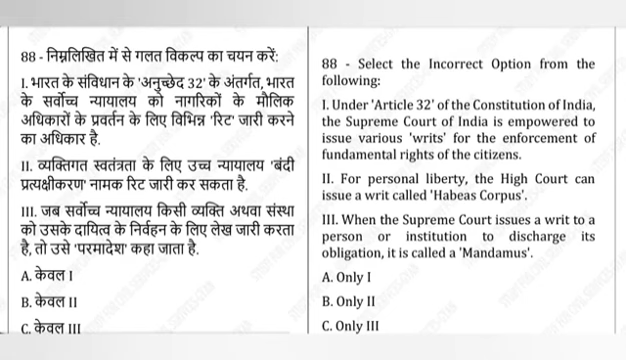 88 - निम्नलिखित में से गलत विकल्प का चयन करें:
I. भारत के संविधान के 'अनुच्छेद 32' के अंतर्गत, भारत
के सर्वोच्च न्यायालय को नागरिकों के मौलिक
अधिकारों के प्रवर्तन के लिए विभिन्न 'रिट' जारी करने
का अधिकार है.
II. व्यक्तिगत स्वतंत्रता के लिए उच्च न्यायालय 'बंदी
प्रत्यक्षीकरण' नामक रिट जारी कर सकता है.
III. जब सर्वोच्च न्यायालय किसी व्यक्ति अथवा संस्था
को उसके दायित्व के निर्वहन के लिए लेख जारी करता
है, तो उसे 'परमादेश' कहा जाता है.
A. केवल I
B. केवल II
C. केवल III
88 - Select the Incorrect Option from the
following:
I. Under 'Article 32' of the Constitution of India,
the Supreme Court of India is empowered to
issue various 'writs' for the enforcement of
fundamental rights of the citizens.
II. For personal liberty, the High Court can
issue a writ called 'Habeas Corpus'.
III. When the Supreme Court issues a writ to a
person or institution to discharge its
obligation, it is called a 'Mandamus'.
A. Only I
B. Only II
C. Only III